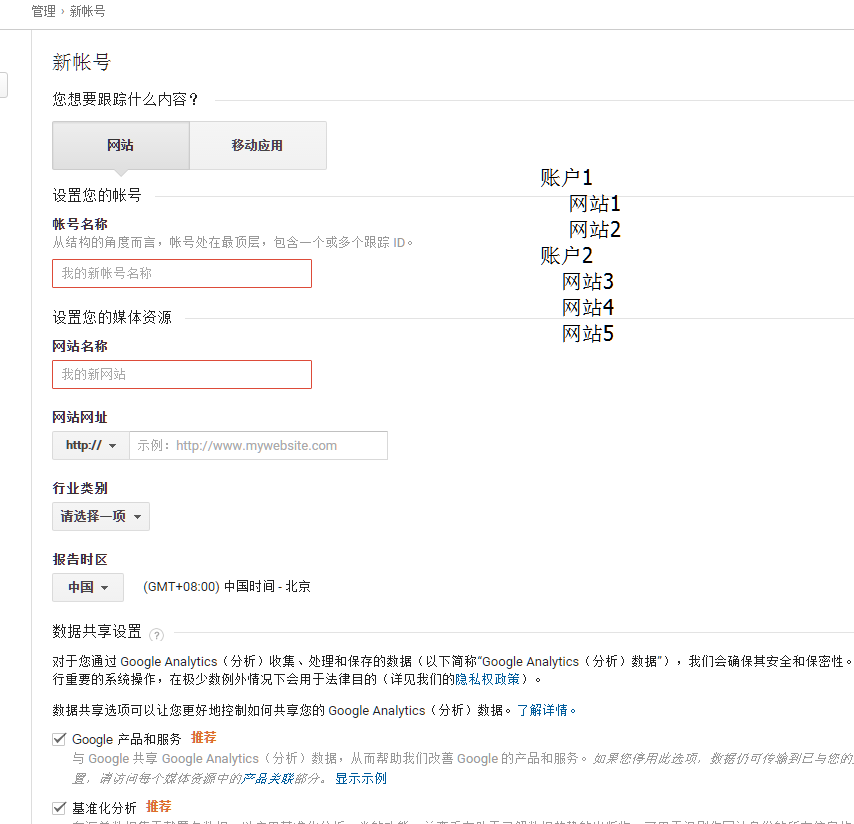 管理 › 新帐号
新帐号
您想要跟踪什么内容？
网站 移动应用
账户1
设置您的帐号
网站1
帐号名称
网站2
从结构的角度而言，帐号处在最顶层，包含一个或多个跟踪 ID。
账户2
我的新帐号名称
网站3
网站4
设置您的媒体资源
网站5
网站名称
我的新网站
网站网址
http:// 示例：http://www.mywebsite.com
行业类别
请选择一项
报告时区
中国 (GMT+08:00) 中国时间 - 北京
数据共享设置 ?
对于您通过 Google Analytics（分析）收集、处理和保存的数据（以下简称“Google Analytics（分析）数据”），我们会确保其安全和保密性。
行重要的系统操作，在极少数例外情况下会用于法律目的（详见我们的隐私权政策）。
数据共享选项可以让您更好地控制如何共享您的 Google Analytics（分析）数据。了解详情。
Google 产品和服务 推荐
与 Google 共享 Google Analytics（分析）数据，从而帮助我们改善 Google 的产品和服务。如果您停用此选项，数据仍可传输到已与您的
置，请访问每个媒体资源中的产品关联部分。 显示示例
基准化分析 推荐